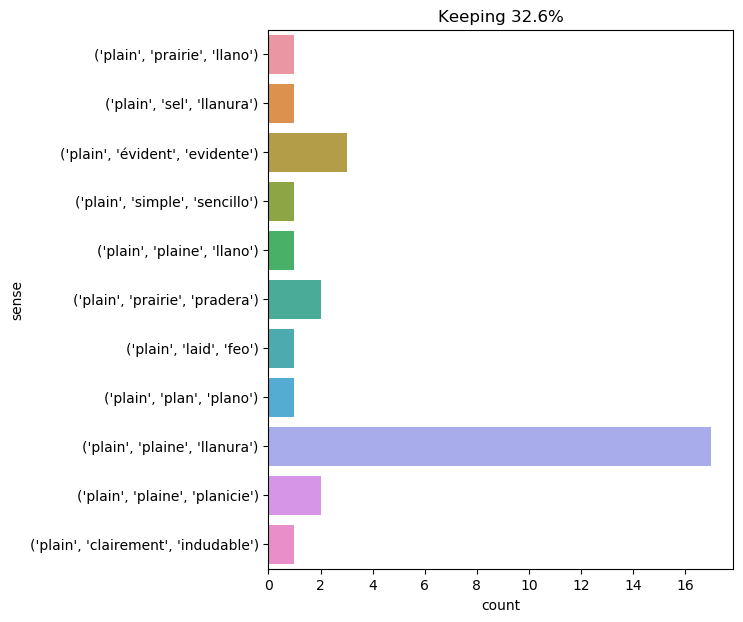 Keeping 32.6%
('plain', 'prairie', 'llano')
('plain', 'sel', 'llanura')
('plain', 'évident', 'evidente')
('plain', 'simple', 'sencillo')
('plain', 'plaine', 'llano')
('plain', 'prairie', 'pradera')
('plain', 'laid', 'feo')
('plain', 'plan', 'plano')
('plain', 'plaine', 'llanura')
('plain', 'plaine', 'planicie')
('plain', 'clairement', 'indudable')
sense
0 2 4 6 8 10 12 14 16
count